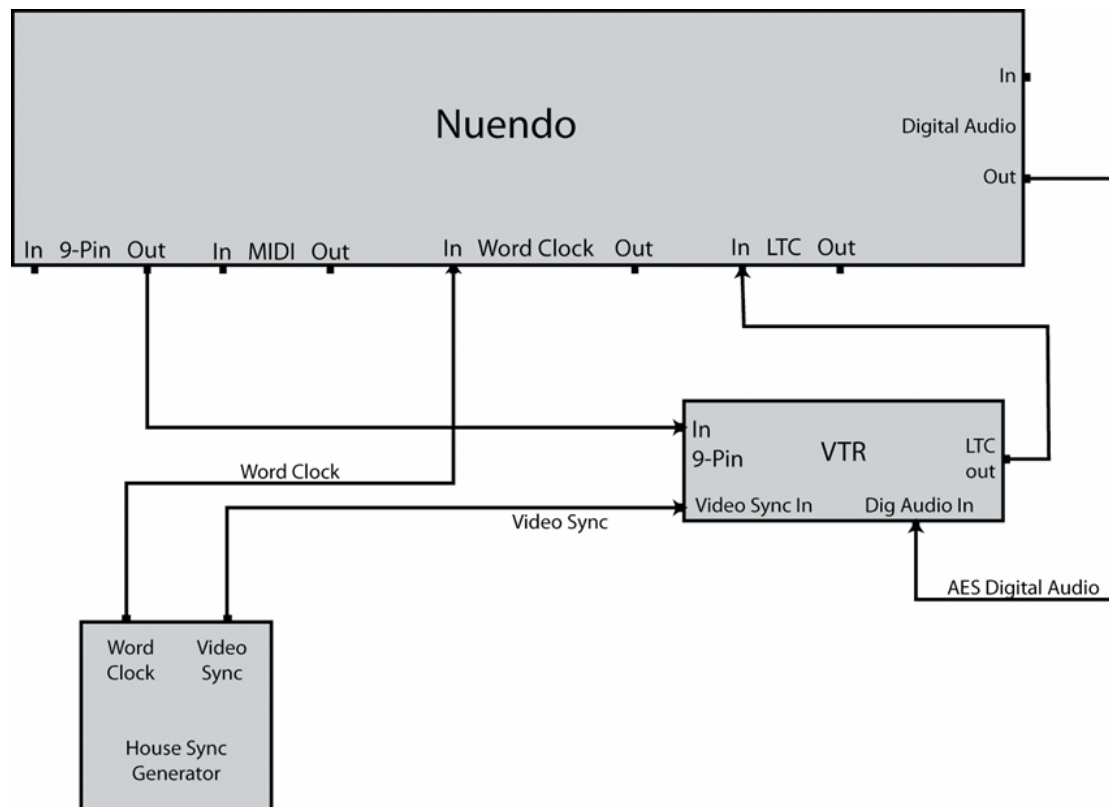 In
Nuendo
Digital Audio
Out
In 9-Pin Out In MIDI Out In Word Clock Out In LTC Out
In
9-Pin
VTR
LTC
out
Word Clock
Video Sync In
Dig Audio In
Video Sync
AES Digital Audio
Word
Clock
Video
Sync
House Sync
Generator